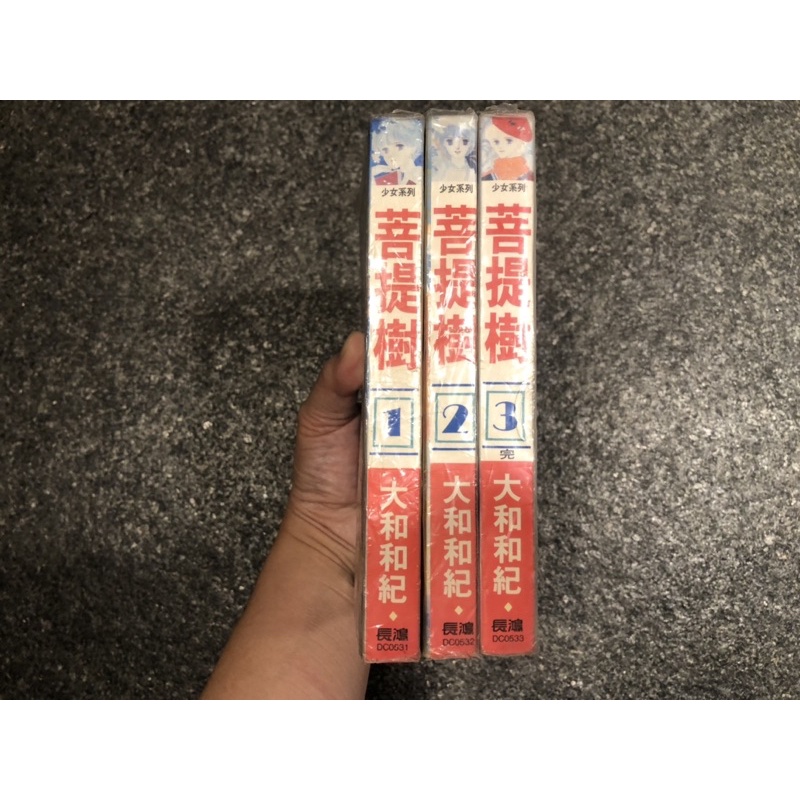 少女系列
菩提樹
1
大和和紀
長鴻
DC0531
少女系列
菩提樹
2
大和和紀
長鴻
DC0532
少女系列
菩提樹
3
完
大和和紀
長鴻
DC0533